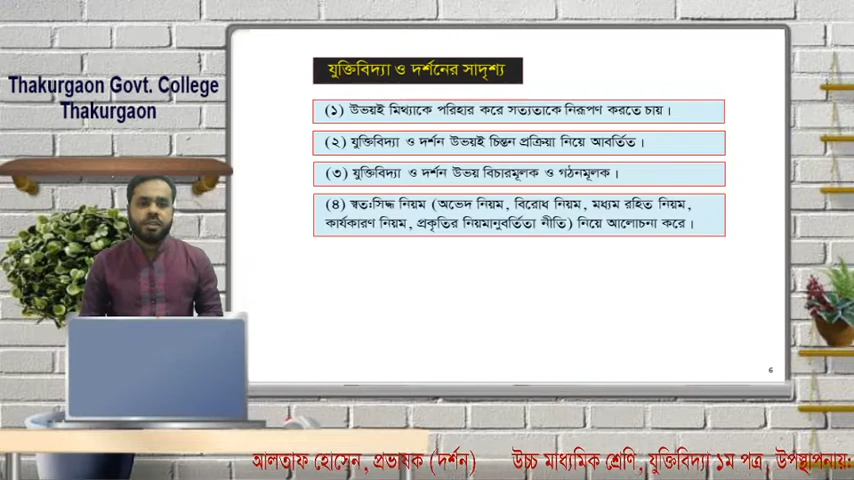 Thakurgaon Govt. College
Thakurgaon
যুক্তিবিদ্যা ও দর্শনের সাদৃশ্য
(১) উভয়ই মিথ্যাকে পরিহার করে সত্যতাকে নিরূপণ করতে চায়।
(২) যুক্তিবিদ্যা ও দর্শন উভয়ই চিন্তন প্রক্রিয়া নিয়ে আবর্তিত।
(৩) যুক্তিবিদ্যা ও দর্শন উভয় বিচারমূলক ও গঠনমূলক।
(৪) স্বতঃসিদ্ধ নিয়ম (অভেদ নিয়ম, বিরোধ নিয়ম, মধ্যম রহিত নিয়ম,
কার্যকারণ নিয়ম, প্রকৃতির নিয়মানুবর্তিতা নীতি) নিয়ে আলোচনা করে।
6
আলতাফ হোসেন, প্রভাষক (দর্শন) উচ্চ মাধ্যমিক শ্রেণি, যুক্তিবিদ্যা ১ম পত্র, উপস্থাপনায়: